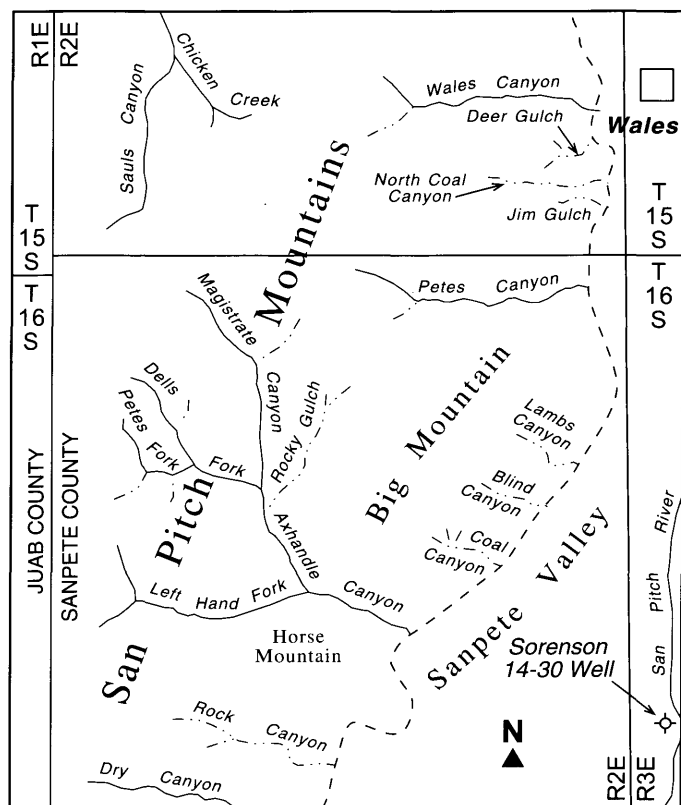 R1E
R2E
Chicken
Creek
Sauls Canyon
Wales Canyon
Deer Gulch
Wales
North Coal
Canyon
Jim Gulch
T
15
S
T
15
S
T
16
S
T
16
S
San Pitch Mountains
Petes Canyon
Magistrate
Canyon
Dells
Fork
Petes
Fork
Rocky Gulch
Big Mountain
Lambs
Canyon
Blind
Canyon
Coal
Canyon
Axhandle
Canyon
Left Hand Fork
Horse
Mountain
Sanpete Valley
San Pitch River
Sorenson
14-30 Well
JUAB COUNTY
SANPETE COUNTY
Rock Canyon
Dry Canyon
N
R2E
R3E